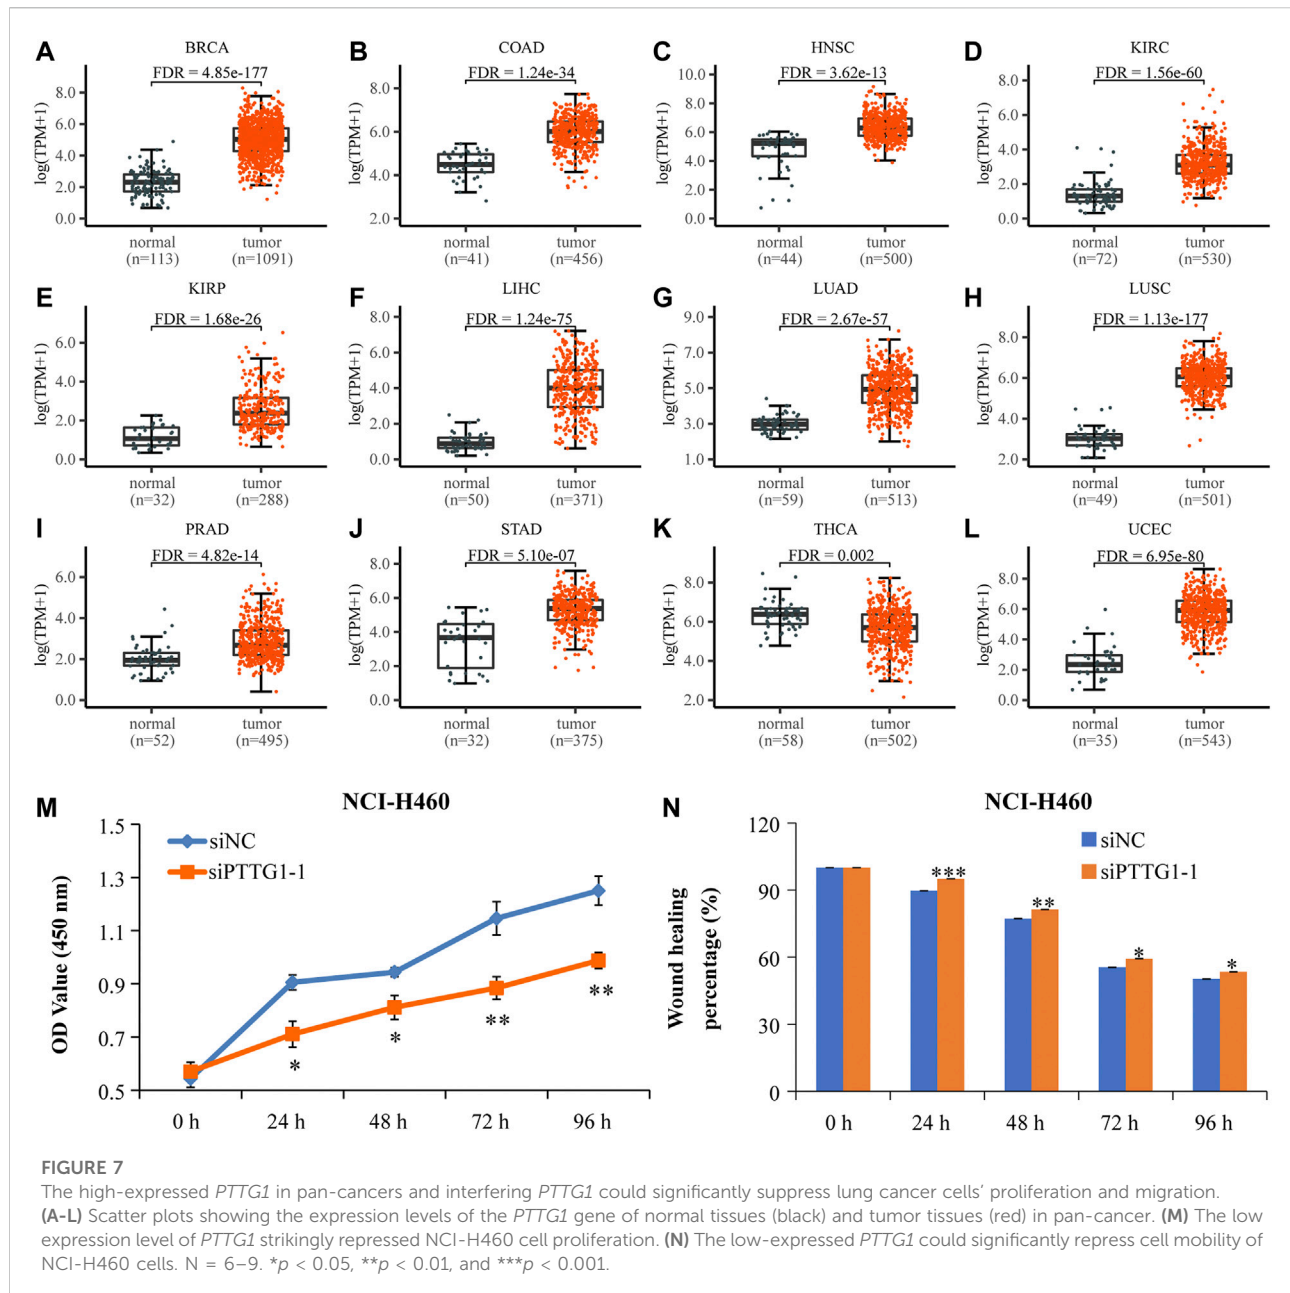 A
BRCA
FDR = 4.85e-177
log(TPM+1)
8.0
6.0
4.0
2.0
0.0
normal
(n=113)
tumor
(n=1091)
B
COAD
FDR = 1.24e-34
log(TPM+1)
8.0
6.0
4.0
2.0
normal
(n=41)
tumor
(n=456)
C
HNSC
FDR = 3.62e-13
log(TPM+1)
10.0
8.0
6.0
4.0
2.0
0.0
normal
(n=44)
tumor
(n=500)
D
KIRC
FDR = 1.56e-60
log(TPM+1)
8.0
6.0
4.0
2.0
0.0
normal
(n=72)
tumor
(n=530)
E
KIRP
FDR = 1.68e-26
log(TPM+1)
6.0
4.0
2.0
0.0
normal
(n=32)
tumor
(n=288)
F
LIHC
FDR = 1.24e-75
log(TPM+1)
8.0
6.0
4.0
2.0
0.0
normal
(n=50)
tumor
(n=371)
G
LUAD
FDR = 2.67e-57
log(TPM+1)
9.0
7.0
5.0
3.0
1.0
normal
(n=59)
tumor
(n=513)
H
LUSC
FDR = 1.13e-177
log(TPM+1)
8.0
6.0
4.0
2.0
normal
(n=49)
tumor
(n=501)
I
PRAD
FDR = 4.82e-14
log(TPM+1)
6.0
4.0
2.0
0.0
normal
(n=52)
tumor
(n=495)
J
STAD
FDR = 5.10e-07
log(TPM+1)
8.0
6.0
4.0
2.0
0.0
normal
(n=32)
tumor
(n=375)
K
THCA
FDR = 0.002
log(TPM+1)
8.0
6.0
4.0
2.0
normal
(n=58)
tumor
(n=502)
L
UCEC
FDR = 6.95e-80
log(TPM+1)
8.0
6.0
4.0
2.0
0.0
normal
(n=35)
tumor
(n=543)
M
NCI-H460
siNC
siPTTG1-1
OD Value (450 nm)
1.5
1.3
1.1
0.9
0.7
0.5
*
*
**
**
0 h 24 h 48 h 72 h 96 h
N
NCI-H460
siNC
siPTTG1-1
Wound healing
percentage (%)
120
90
60
30
0
***
**
*
*
0 h 24 h 48 h 72 h 96 h
FIGURE 7
The high-expressed PTTG1 in pan-cancers and interfering PTTG1 could significantly suppress lung cancer cells’ proliferation and migration.
(A-L) Scatter plots showing the expression levels of the PTTG1 gene of normal tissues (black) and tumor tissues (red) in pan-cancer. (M) The low
expression level of PTTG1 strikingly repressed NCI-H460 cell proliferation. (N) The low-expressed PTTG1 could significantly repress cell mobility of
NCI-H460 cells. N = 6–9. *p < 0.05, **p < 0.01, and ***p < 0.001.